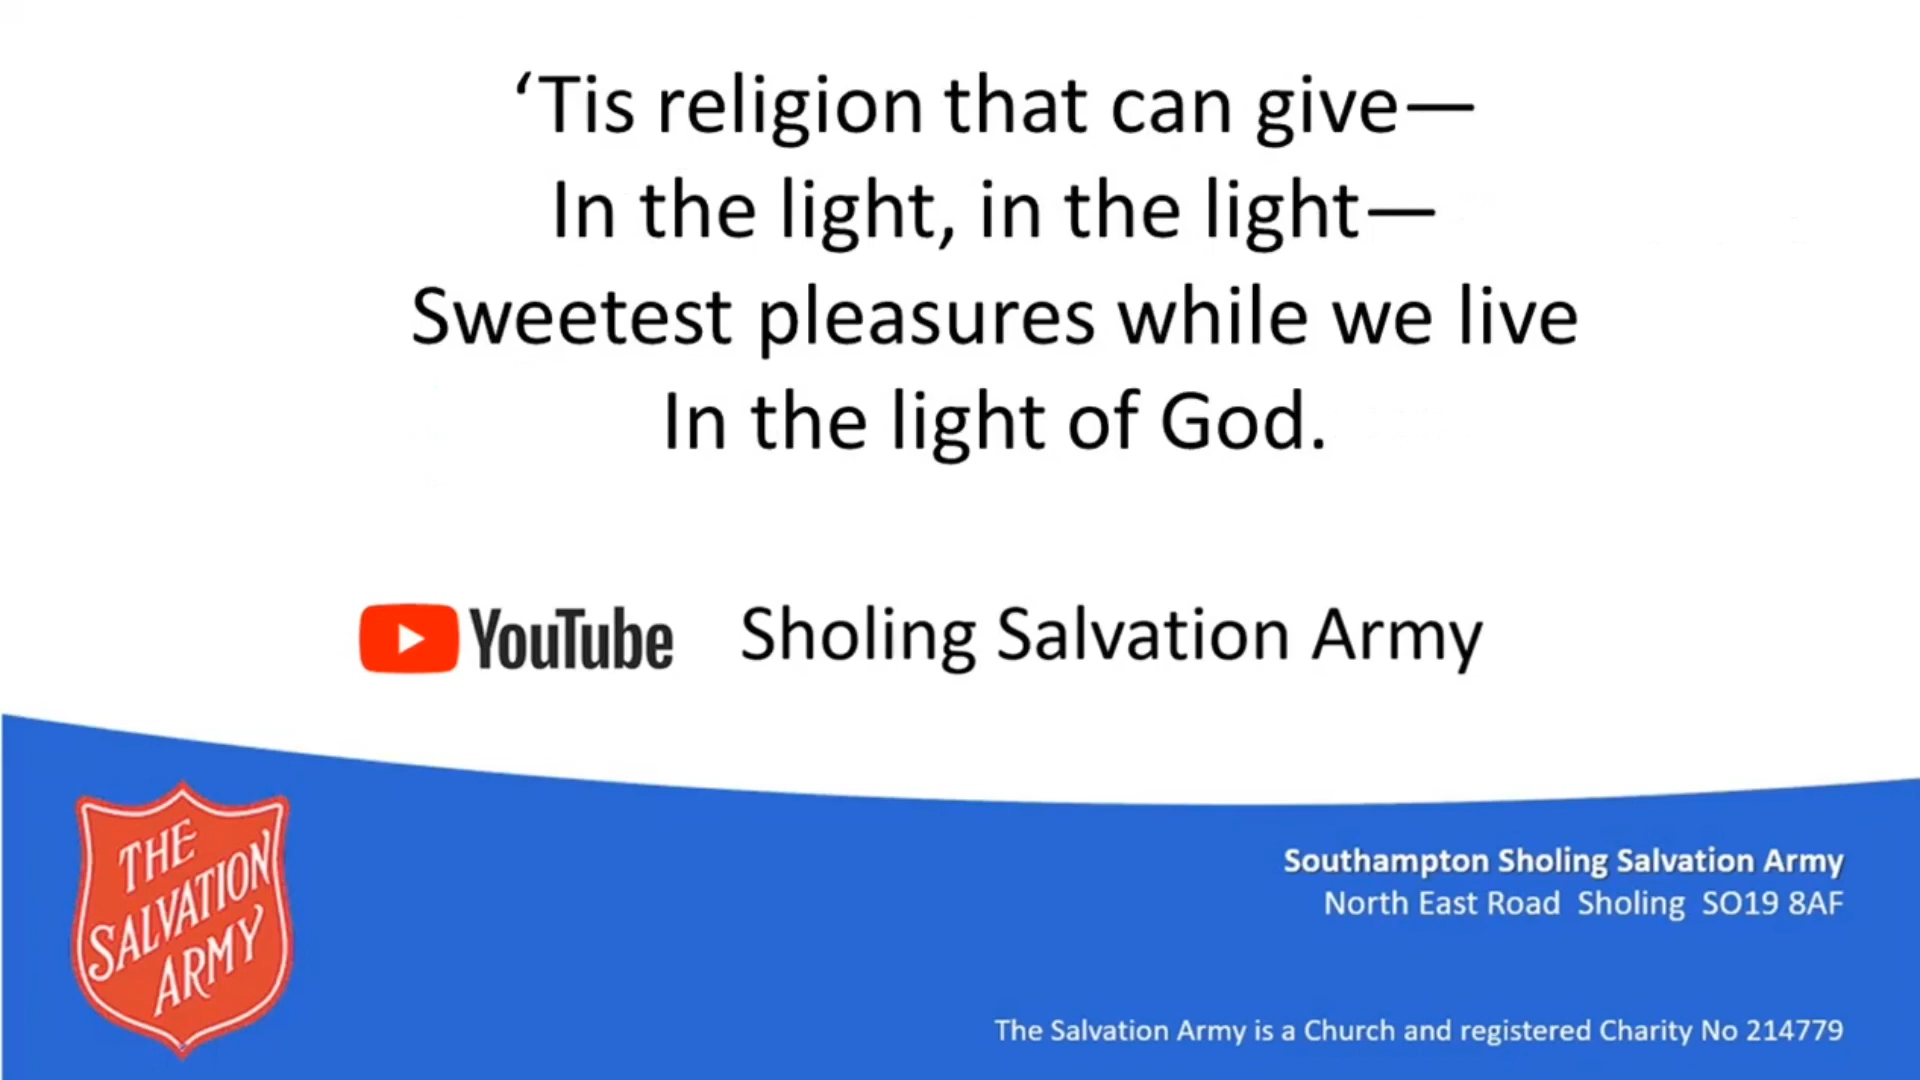 ‘Tis religion that can give—
In the light, in the light—
Sweetest pleasures while we live
In the light of God.
YouTube Sholing Salvation Army
THE
SALVATION
ARMY
Southampton Sholing Salvation Army
North East Road  Sholing  SO19 8AF
The Salvation Army is a Church and registered Charity No 214779